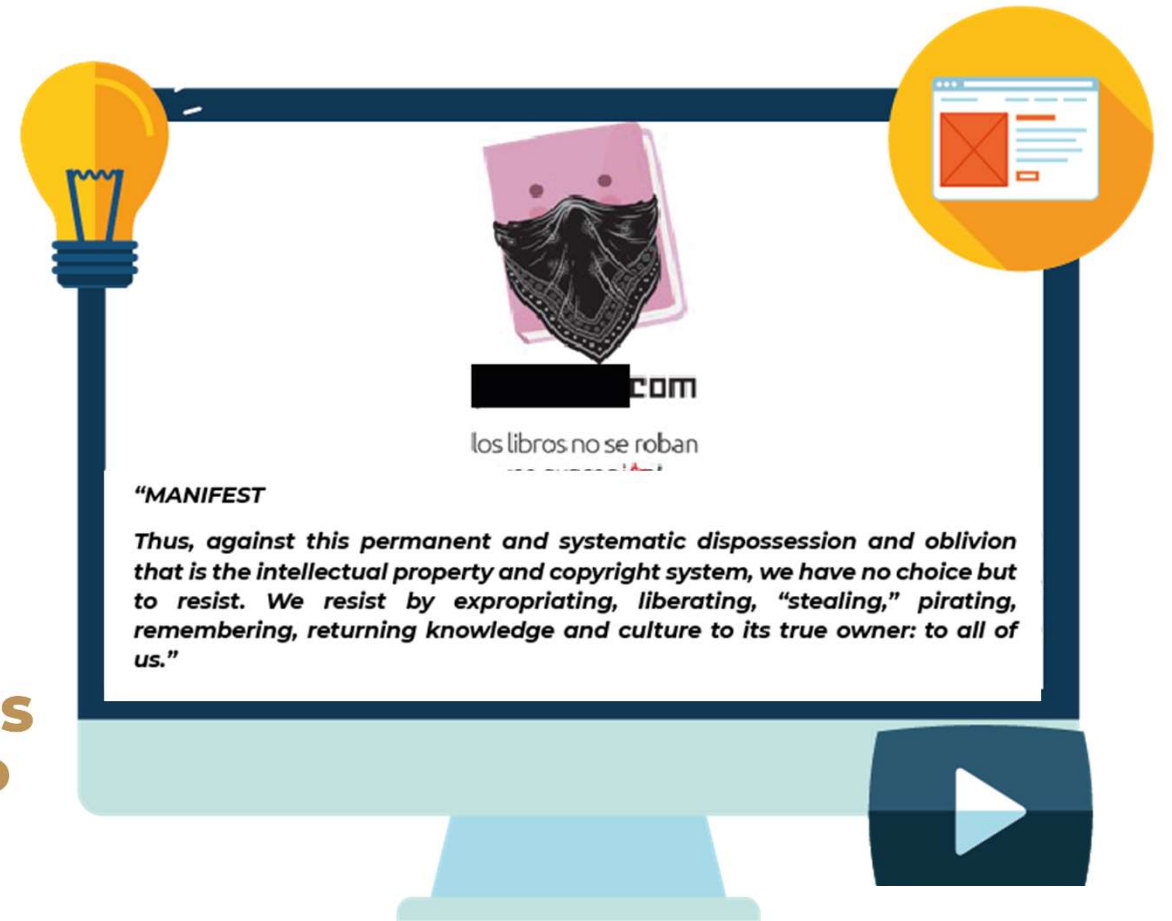 com
los libros no se roban
“MANIFEST
Thus, against this permanent and systematic dispossession and oblivion
that is the intellectual property and copyright system, we have no choice but
to resist. We resist by expropriating, liberating, “stealing,” pirating,
remembering, returning knowledge and culture to its true owner: to all of
us.”
s